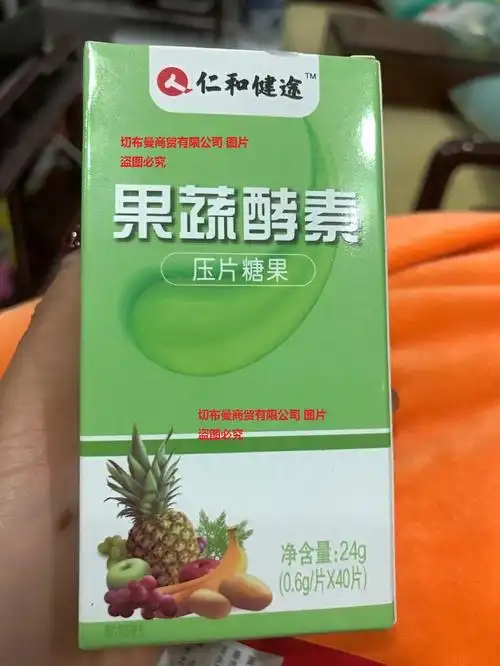 仁和健途™
切布曼商贸有限公司 图片
盗图必究
果蔬酵素
压片糖果
切布曼商贸有限公司 图片
盗图必究
净含量:24g
(0.6g/片X40片)